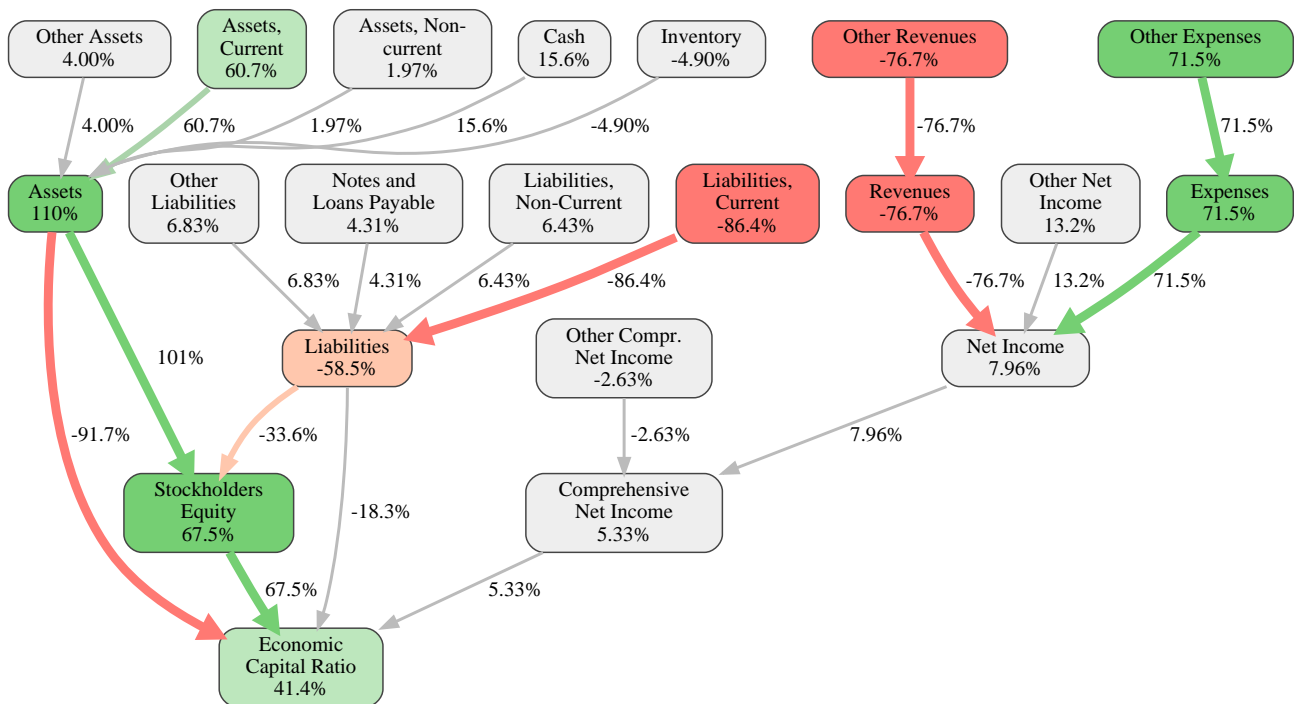 Other Assets
4.00%
Assets,
Current
60.7%
Assets, Non-
current
1.97%
Cash
15.6%
Inventory
-4.90%
Other Revenues
-76.7%
Other Expenses
71.5%
4.00%
60.7%
1.97%
15.6%
-4.90%
-76.7%
71.5%
Assets
110%
Other
Liabilities
6.83%
Notes and
Loans Payable
4.31%
Liabilities,
Non-Current
6.43%
Liabilities,
Current
-86.4%
Revenues
-76.7%
Other Net
Income
13.2%
Expenses
71.5%
6.83%
4.31%
6.43%
-86.4%
-76.7%
13.2%
71.5%
101%
Liabilities
-58.5%
Other Compr.
Net Income
-2.63%
Net Income
7.96%
-91.7%
-33.6%
-2.63%
7.96%
Stockholders
Equity
67.5%
-18.3%
Comprehensive
Net Income
5.33%
67.5%
5.33%
Economic
Capital Ratio
41.4%